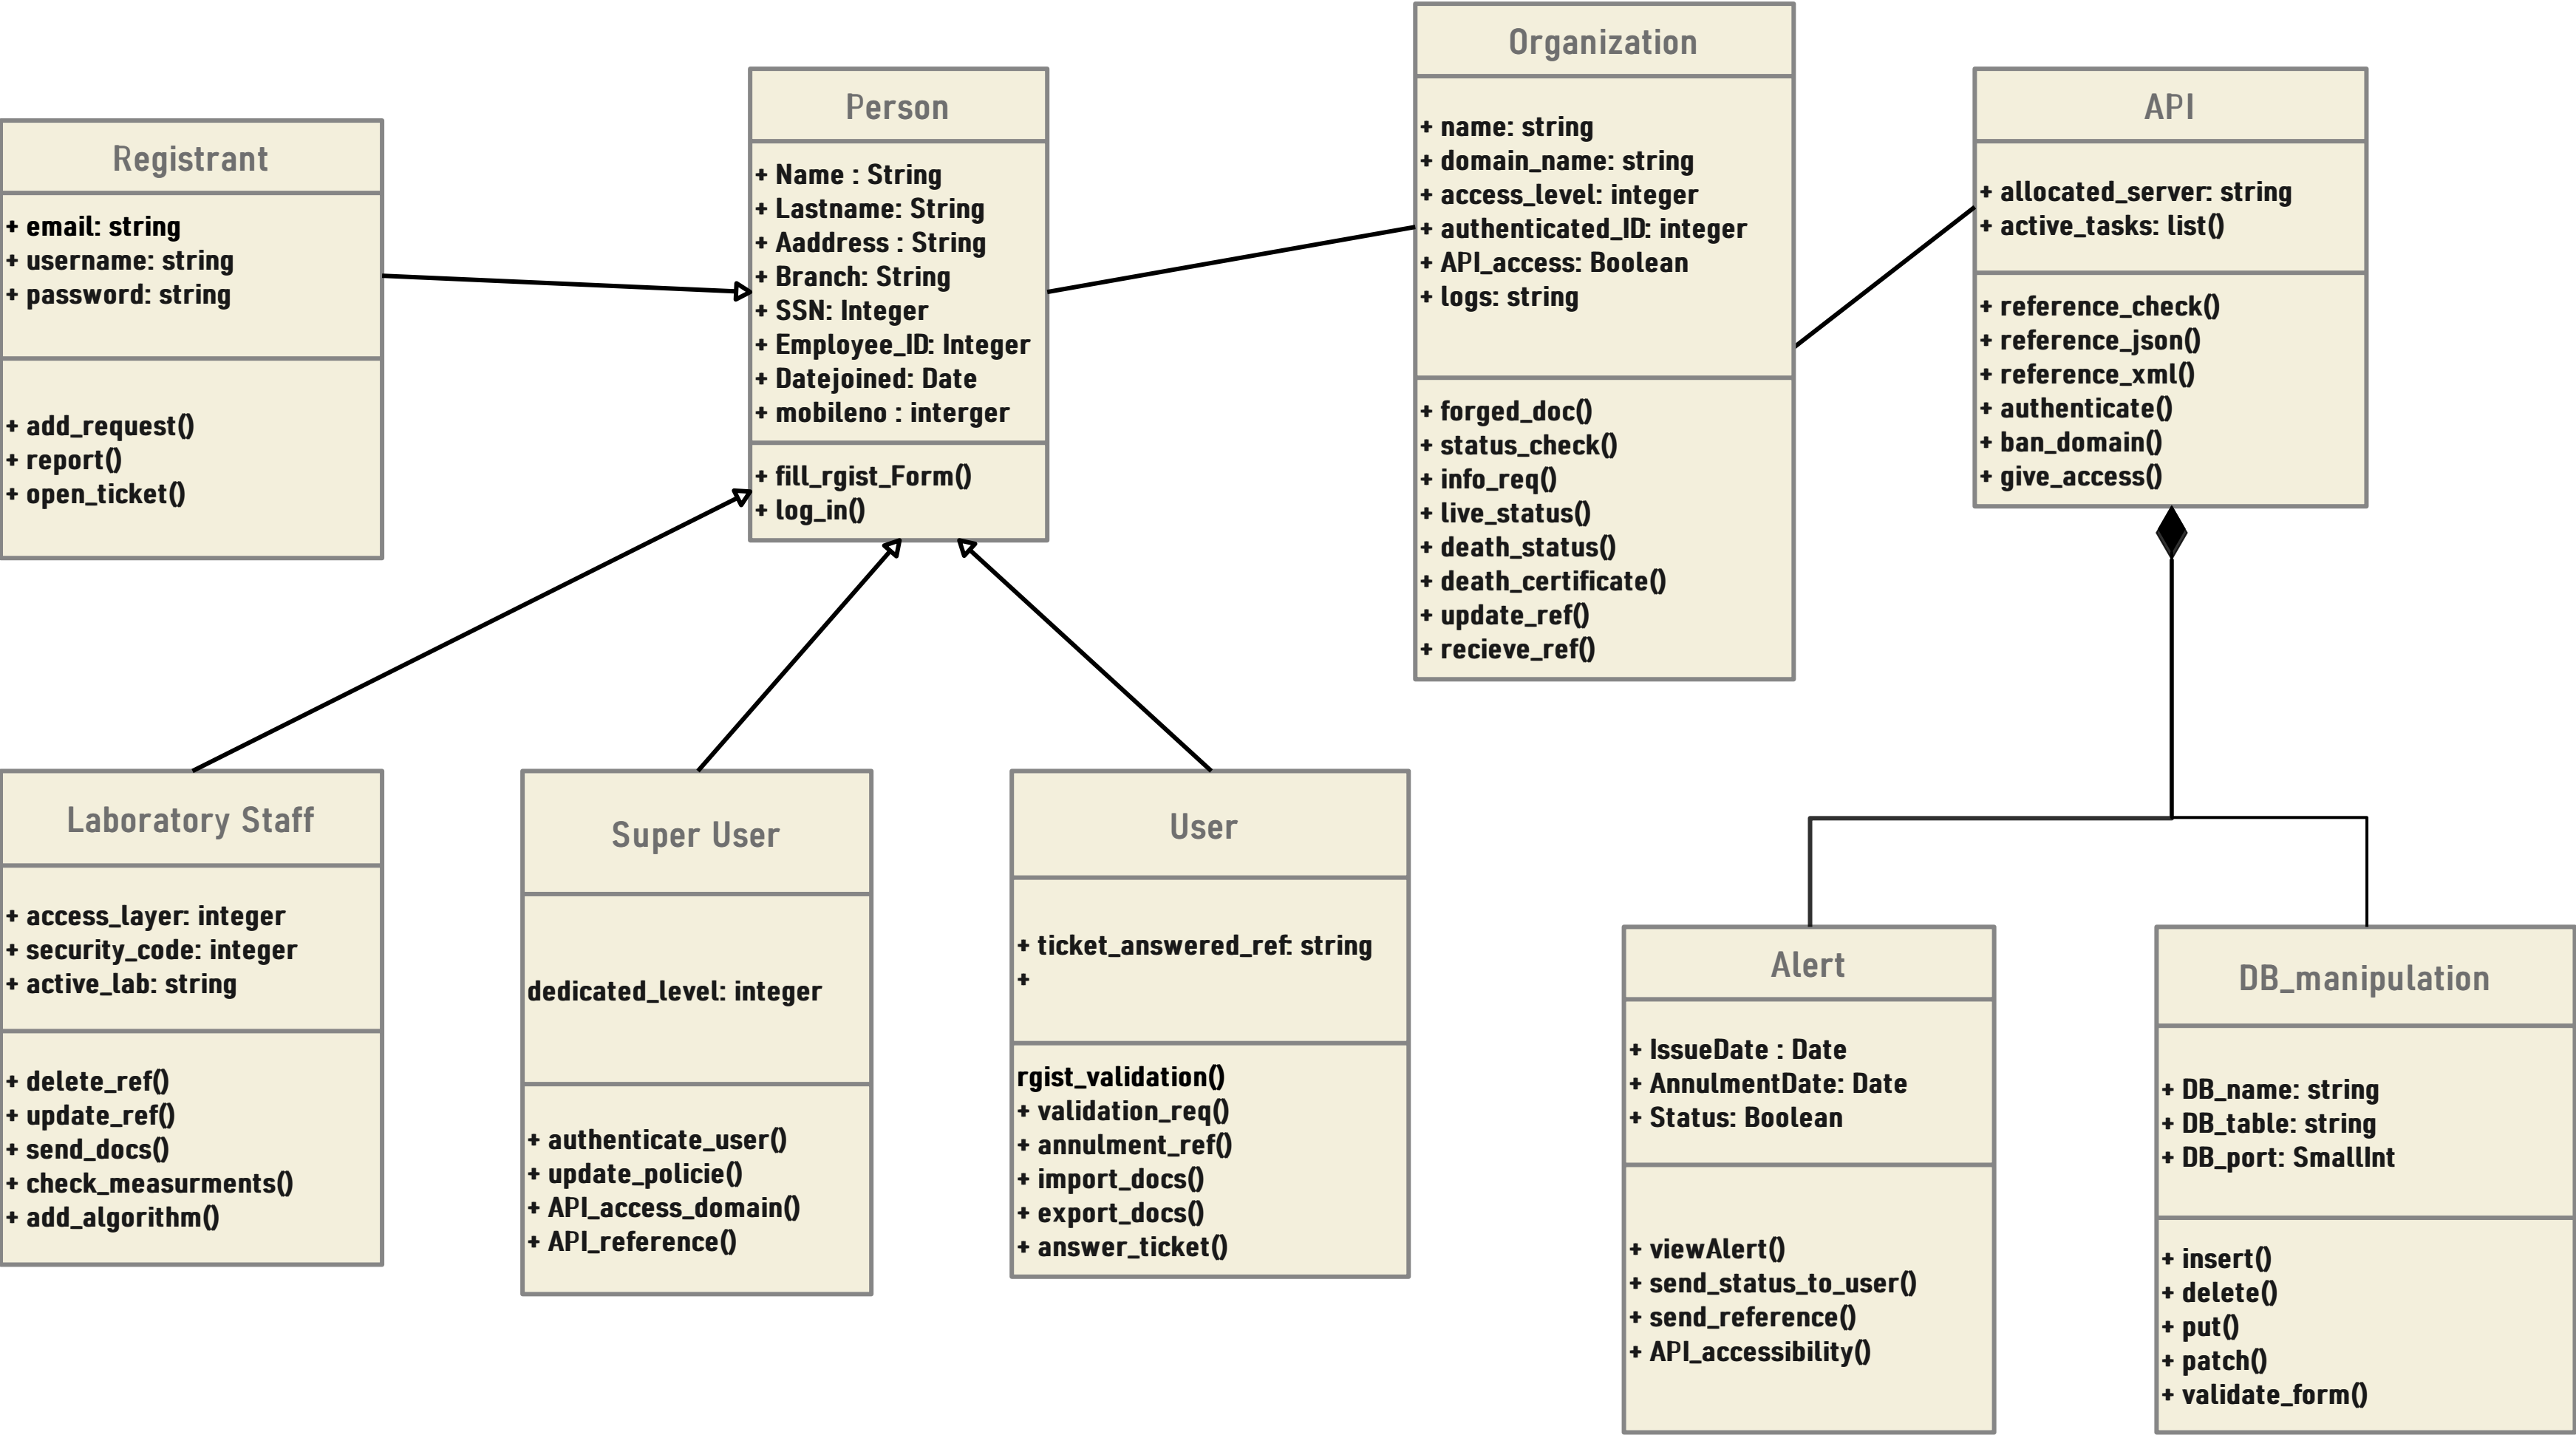 Registrant
+ email: string
+ username: string
+ password: string
+ add_request()
+ report()
+ open_ticket()
Person
+ Name : String
+ Lastname: String
+ Aaddress : String
+ Branch: String
+ SSN: Integer
+ Employee_ID: Integer
+ Datejoined: Date
+ mobileno : interger
+ fill_rgist_Form()
+ log_in()
Organization
+ name: string
+ domain_name: string
+ access_level: integer
+ authenticated_ID: integer
+ API_access: Boolean
+ logs: string
+ forged_doc()
+ status_check()
+ info_req()
+ live_status()
+ death_status()
+ death_certificate()
+ update_ref()
+ recieve_ref()
API
+ allocated_server: string
+ active_tasks: list()
+ reference_check()
+ reference_json()
+ reference_xml()
+ authenticate()
+ ban_domain()
+ give_access()
Laboratory Staff
+ access_layer: integer
+ security_code: integer
+ active_lab: string
+ delete_ref()
+ update_ref()
+ send_docs()
+ check_measurments()
+ add_algorithm()
Super User
dedicated_level: integer
+ authenticate_user()
+ update_policie()
+ API_access_domain()
+ API_reference()
User
+ ticket_answered_ref: string
+
rgist_validation()
+ validation_req()
+ annulment_ref()
+ import_docs()
+ export_docs()
+ answer_ticket()
Alert
+ IssueDate : Date
+ AnnulmentDate: Date
+ Status: Boolean
+ viewAlert()
+ send_status_to_user()
+ send_reference()
+ API_accessibility()
DB_manipulation
+ DB_name: string
+ DB_table: string
+ DB_port: SmallInt
+ insert()
+ delete()
+ put()
+ patch()
+ validate_form()